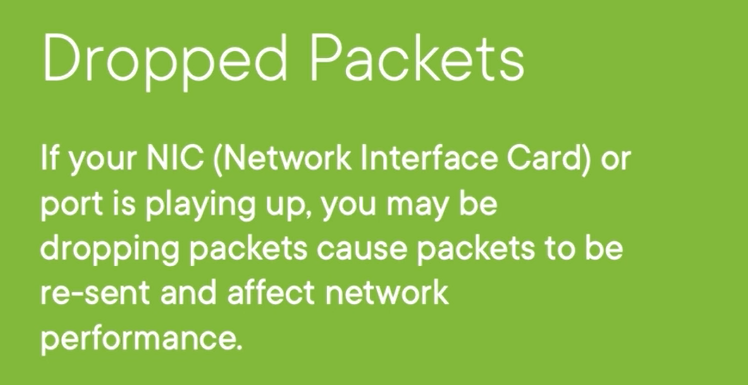 Dropped Packets
If your NIC (Network Interface Card) or
port is playing up, you may be
dropping packets cause packets to be
re-sent and affect network
performance.